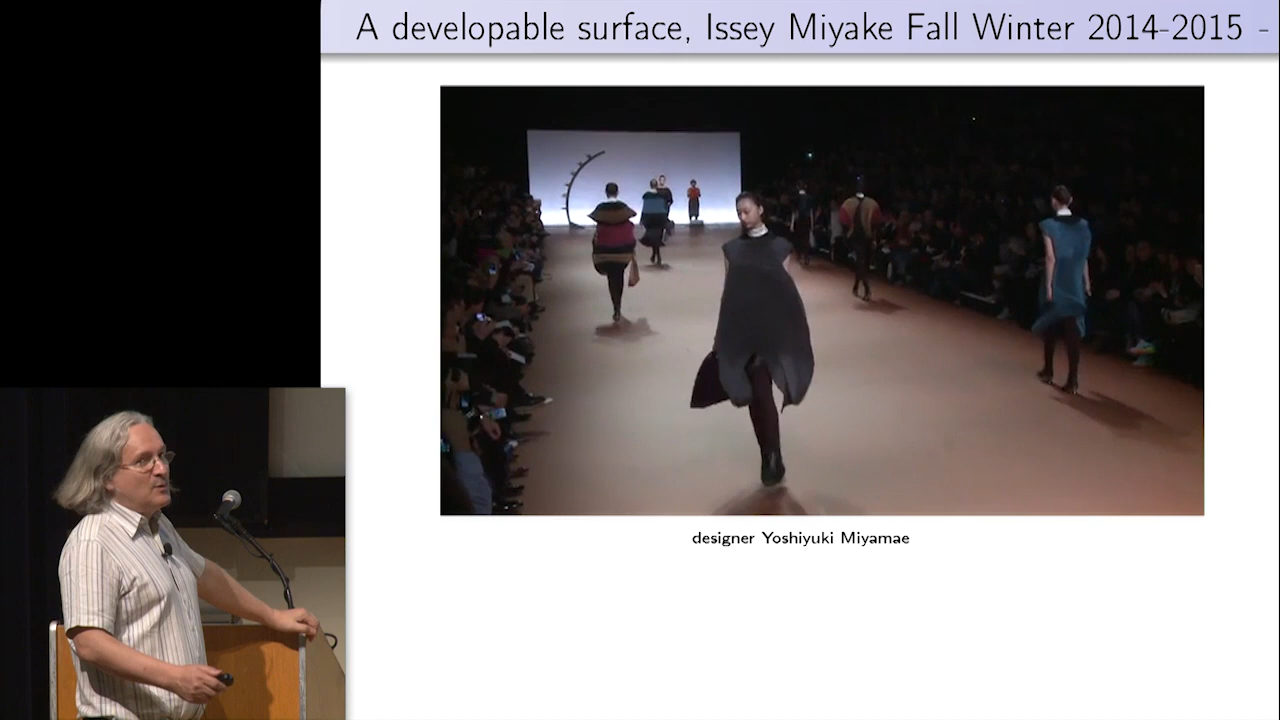 A developable surface, Issey Miyake Fall Winter 2014-2015 -
designer Yoshiyuki Miyamae